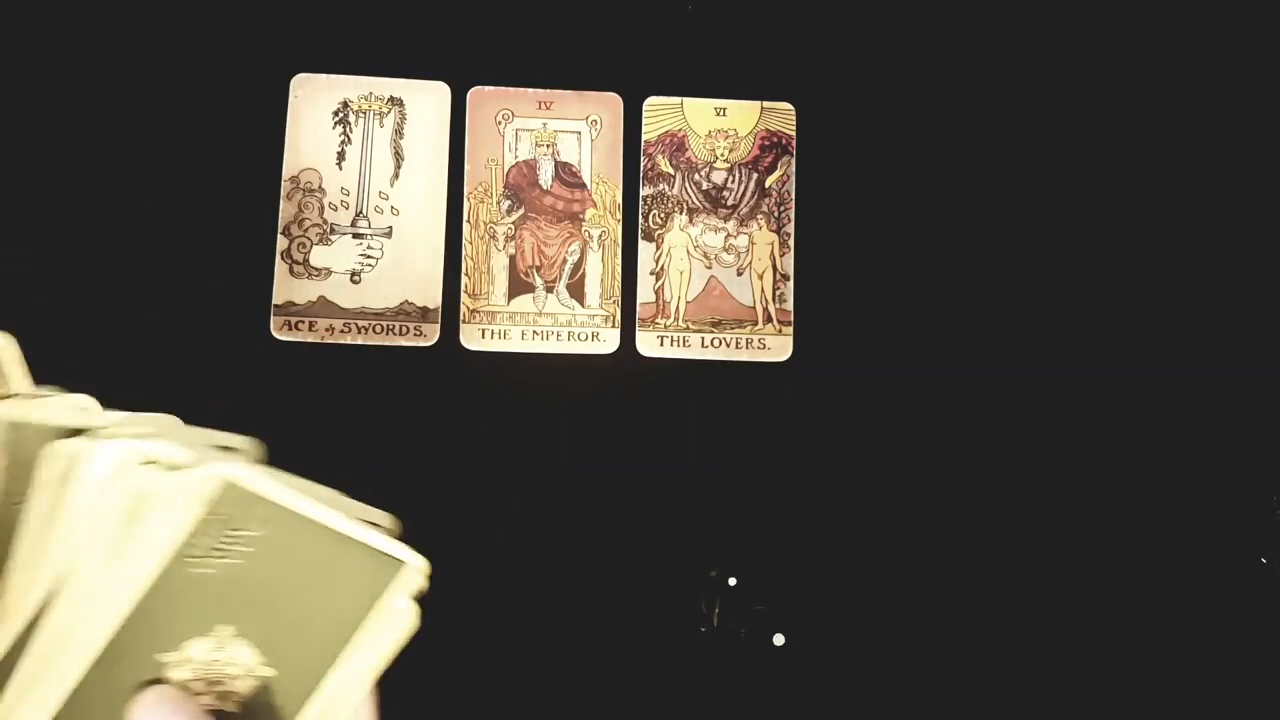 ACE of SWORDS.
IV
THE EMPEROR.
VI
THE LOVERS.